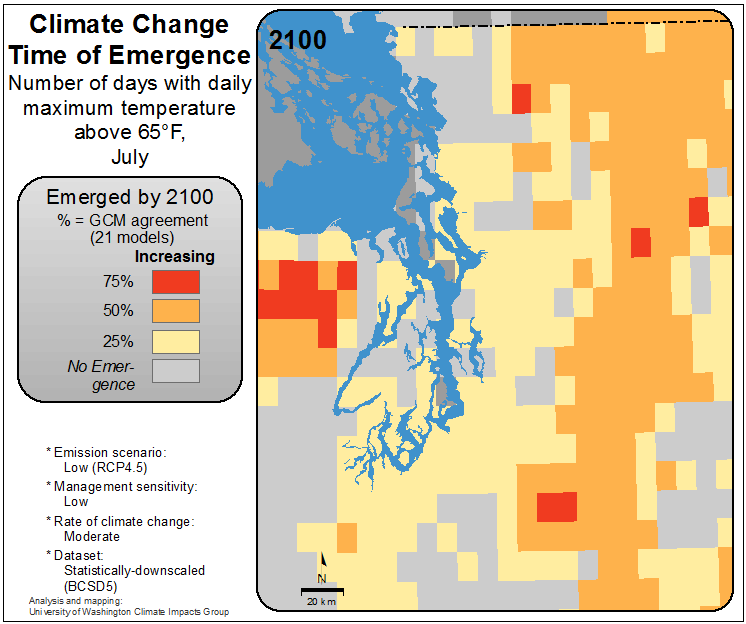 Climate Change
Time of Emergence
Number of days with daily
maximum temperature
above 65°F,
July
Emerged by 2100
% = GCM agreement
(21 models)
Increasing
75%
50%
25%
No Emer-
gence
* Emission scenario:
Low (RCP4.5)
* Management sensitivity:
Low
* Rate of climate change:
Moderate
* Dataset:
Statistically-downscaled
(BCSD5)
Analysis and mapping:
University of Washington Climate Impacts Group
2100
N
20 km